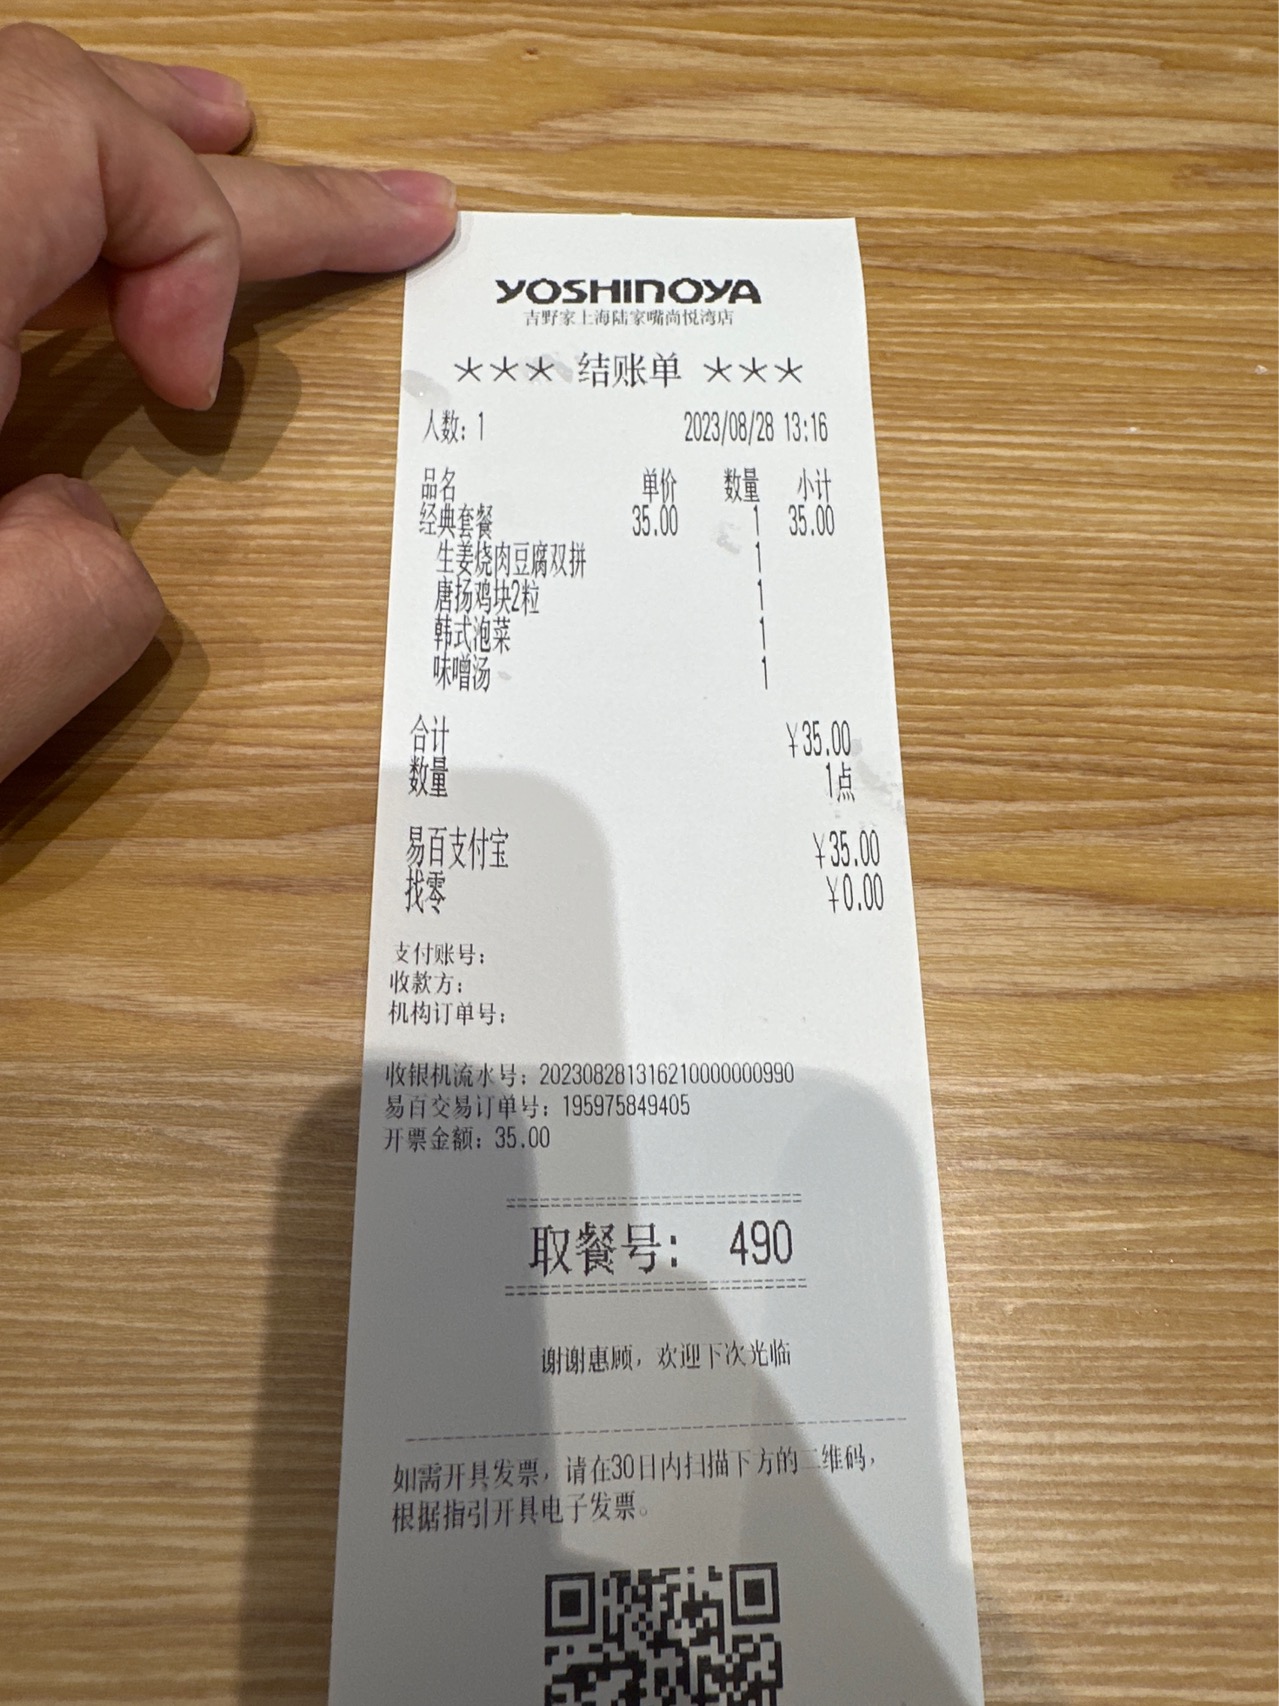 YOSHINOYA
吉野家上海陆家嘴尚悦湾店
*** 结账单 ***
人数: 1 2023/08/28 13:16
品名 单价 数量 小计
经典套餐 35.00 1 35.00
生姜烧肉豆腐双拼 1
唐扬鸡块2粒 1
韩式泡菜 1
味噌汤 1
合计 ¥35.00
数量 1点
易百支付宝 ¥35.00
找零 ¥0.00
支付账号:
收款方:
机构订单号:
收银机流水号: 20230828131621000000​0990
易百交易订单号: 195975849405
开票金额: 35.00
取餐号: 490
谢谢惠顾，欢迎下次光临
如需开具发票，请在30日内扫描下方的二维码，
根据指引开具电子发票。